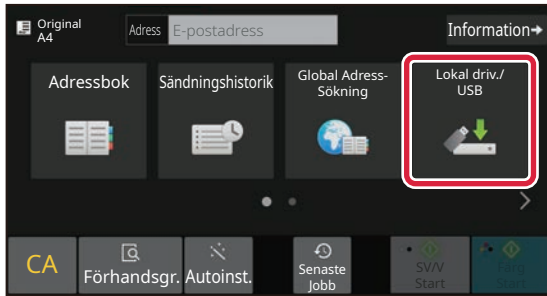 Original
A4
Adress E-postadress
Information
Adressbok
Sändningshistorik
Global Adress-
Sökning
Lokal driv./
USB
CA
Förhandsgr.
Autoinst.
Senaste
Jobb
SV/V
Start
Färg
Start